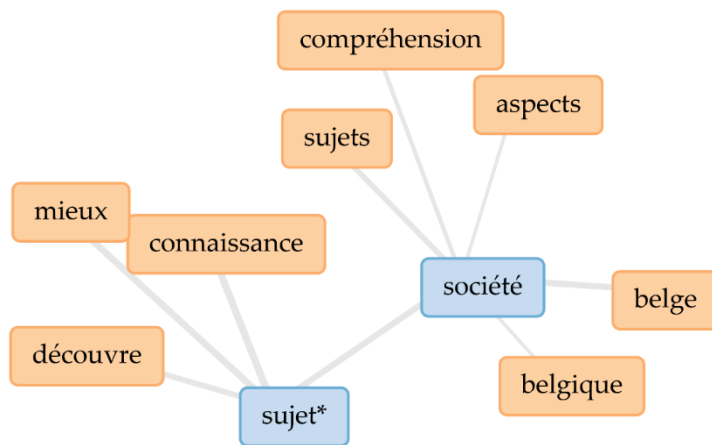 compréhension
aspects
sujets
mieux
connaissance
société
belge
découvre
belgique
sujet*